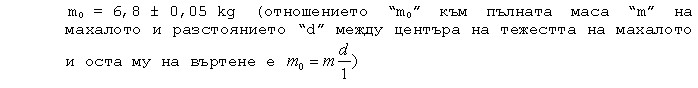 m₀ = 6,8 ± 0,05 kg (отношението “m₀” към пълната маса “m” на
махалото и разстоянието “d” между центъра на тежестта на махалото
и оста му на въртене е m₀ = m d/1)